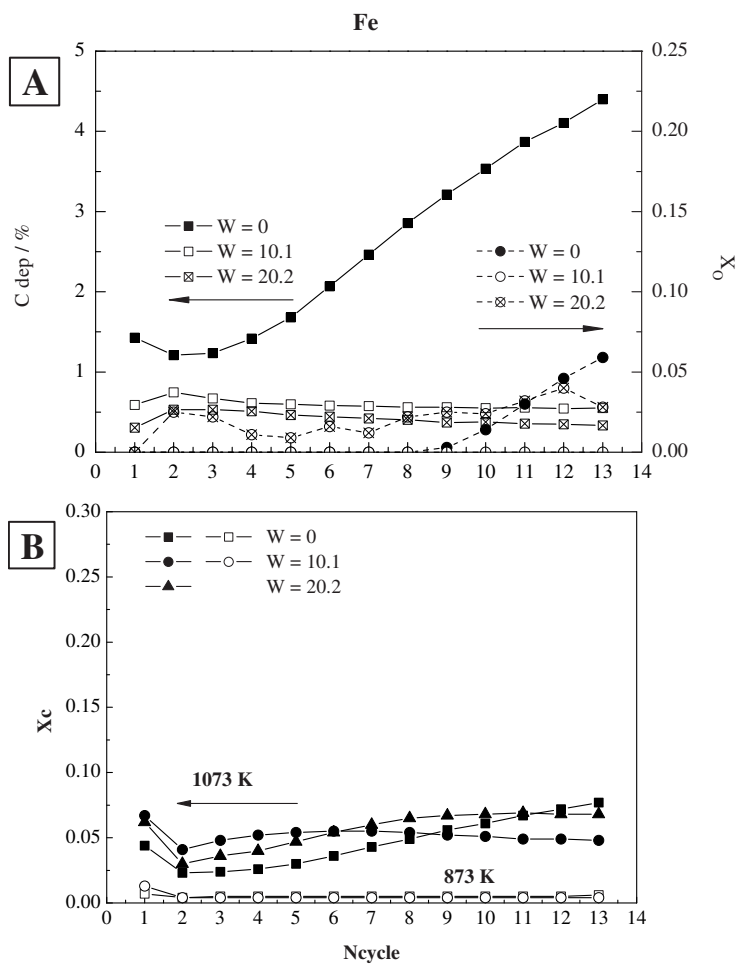 Fe
A
C dep / %
5
4
3
2
1
0
0.25
0.20
0.15
0.10
0.05
0.00
Xo
W = 0
W = 10.1
W = 20.2
W = 0
W = 10.1
W = 20.2
0 1 2 3 4 5 6 7 8 9 10 11 12 13 14
B
Xc
0.30
0.25
0.20
0.15
0.10
0.05
0.00
W = 0
W = 10.1
W = 20.2
1073 K
873 K
0 1 2 3 4 5 6 7 8 9 10 11 12 13 14
Ncycle